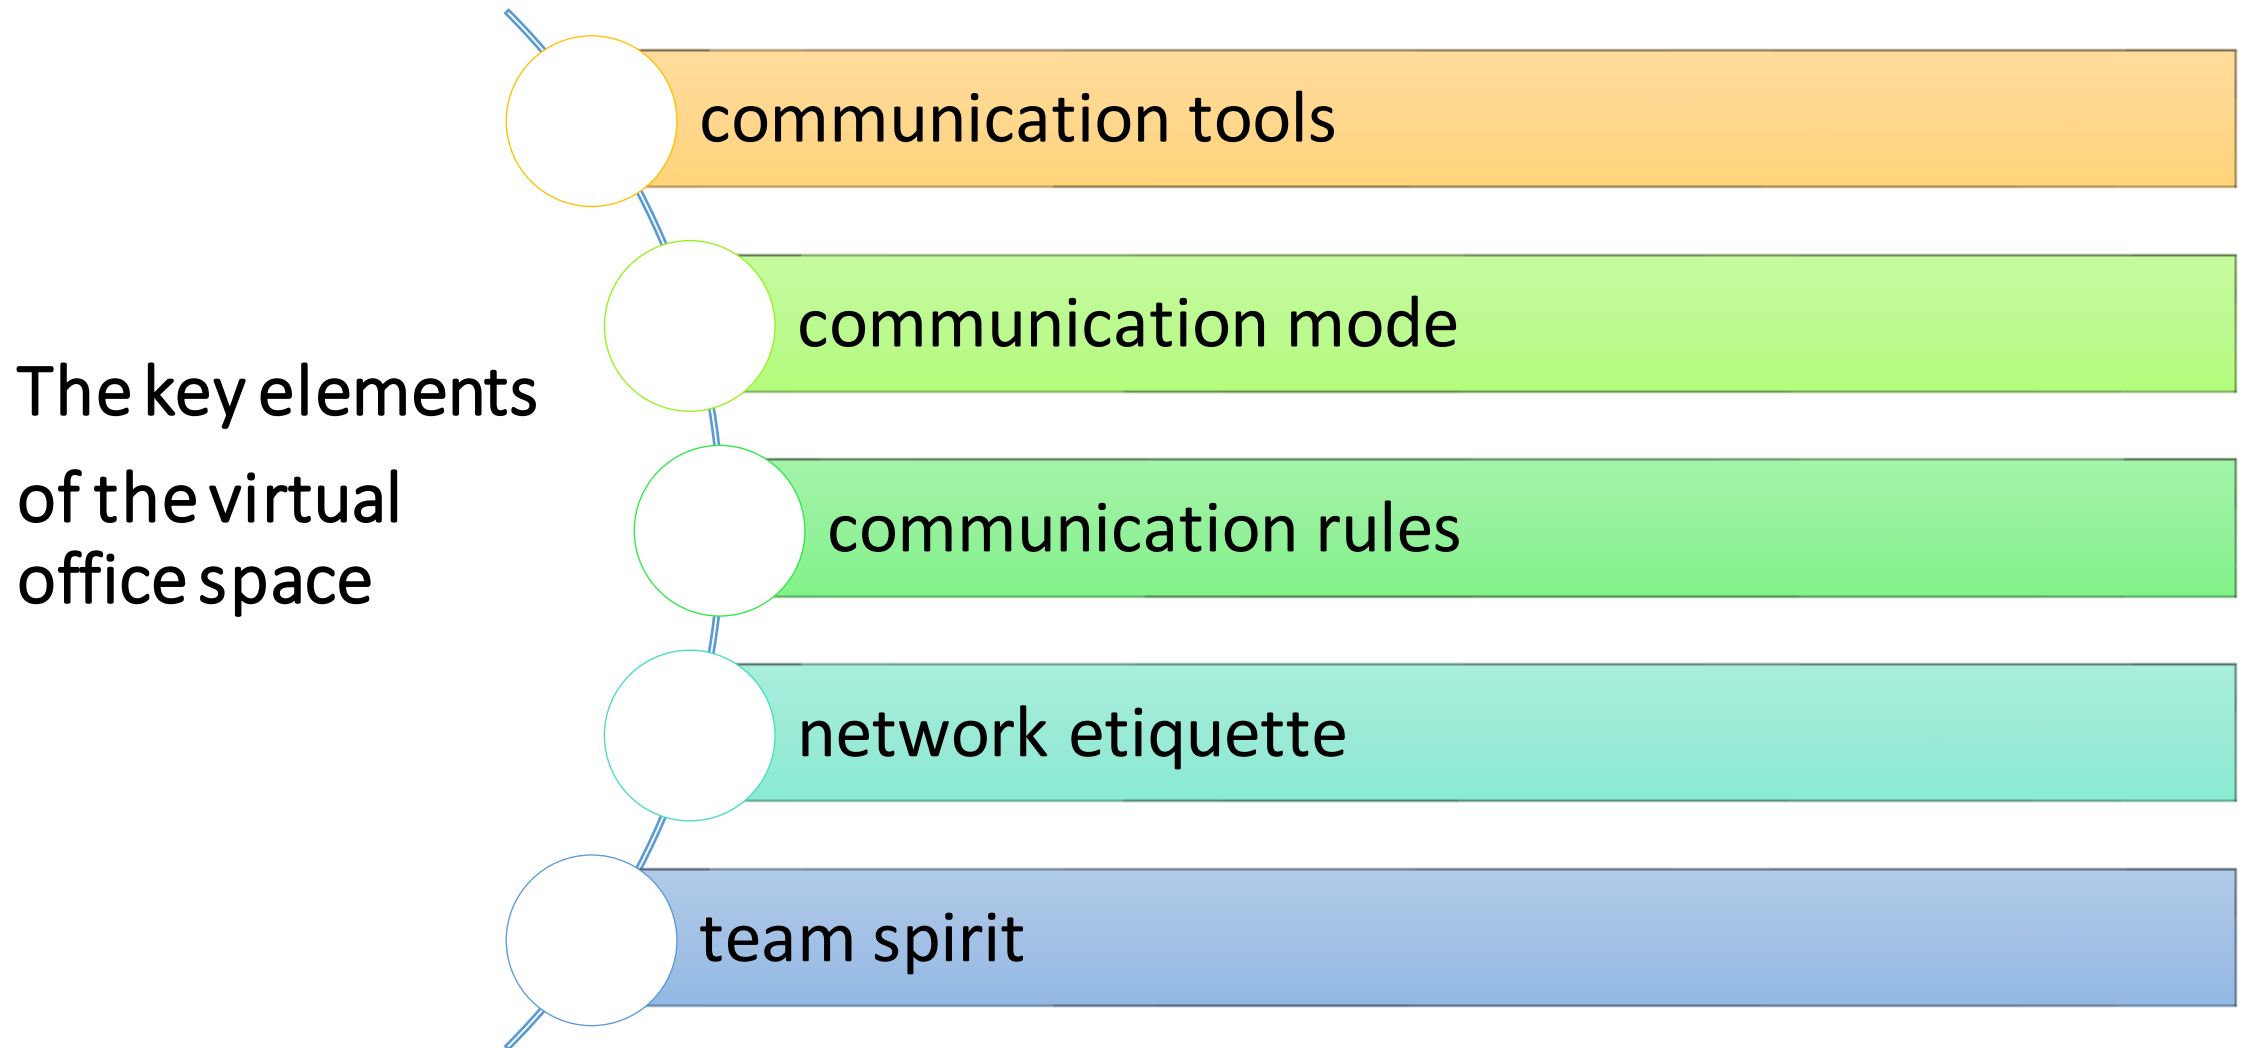 The key elements
of the virtual
office space
communication tools
communication mode
communication rules
network etiquette
team spirit